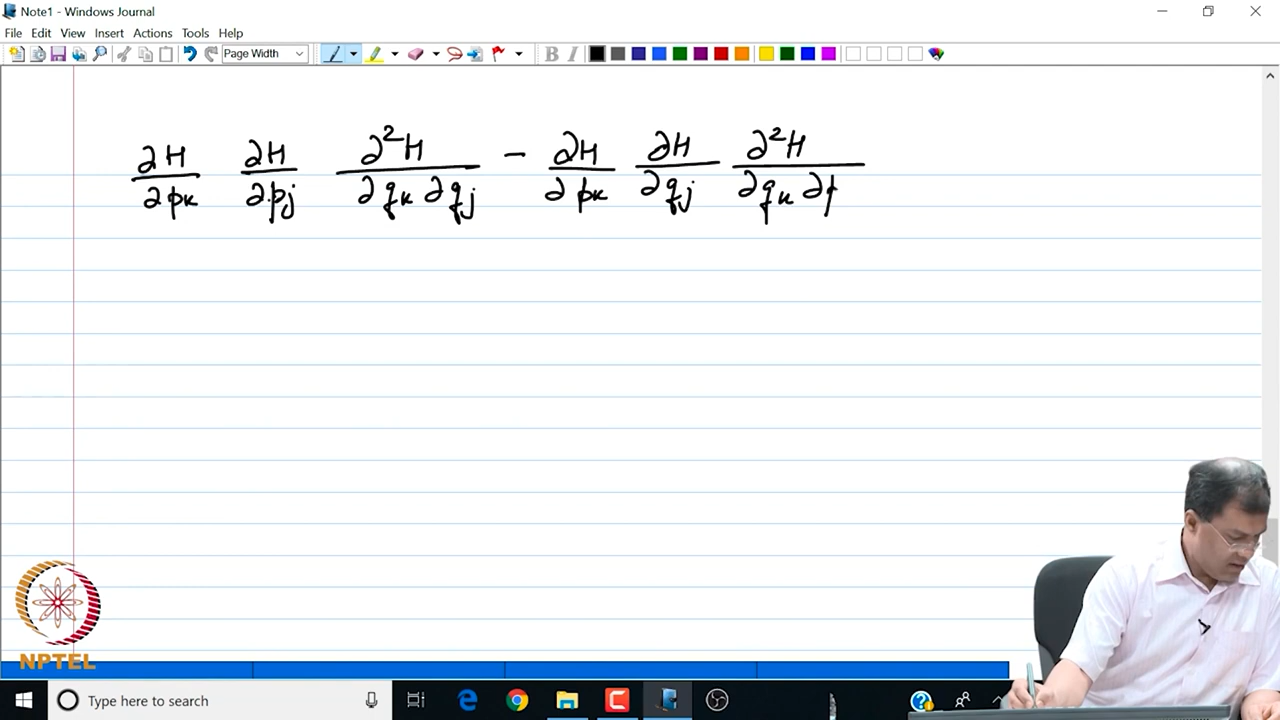 Note1 - Windows Journal
File Edit View Insert Actions Tools Help
Page Width B I
∂H/∂pₖ ∂H/∂pⱼ ∂²H/∂qₖ∂qⱼ - ∂H/∂pₖ ∂H/∂qⱼ ∂²H/∂qₖ∂p
NPTEL
Type here to search